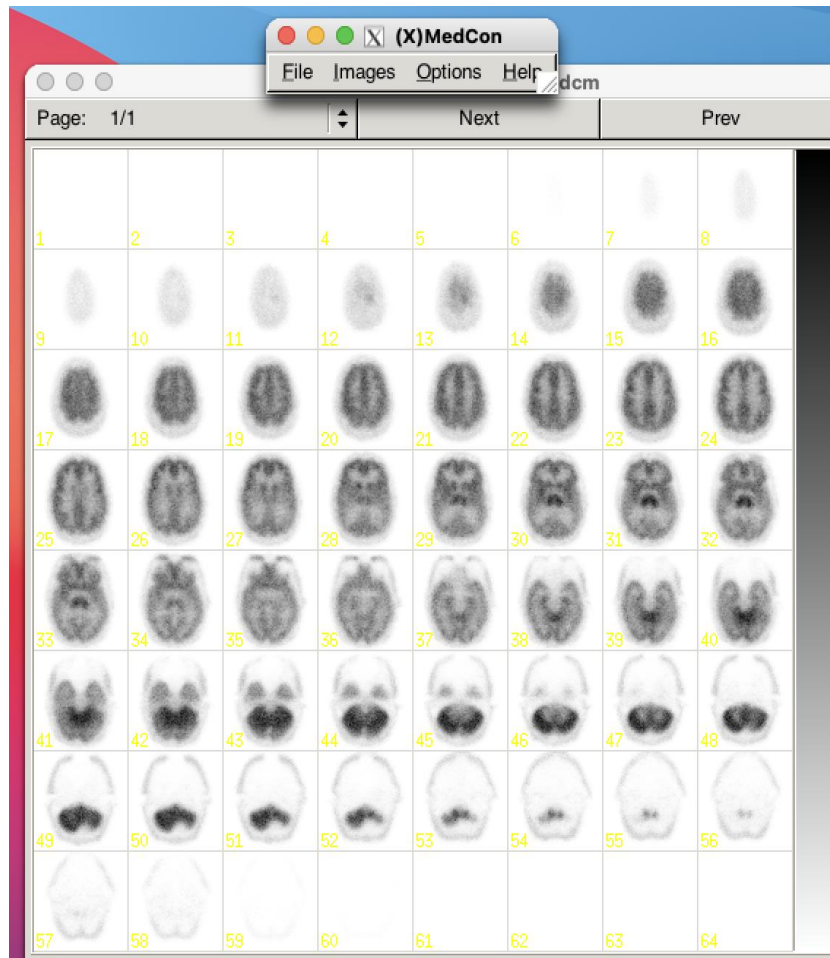 (X)MedCon
File Images Options Help
dcm
Page: 1/1 Next Prev
1 2 3 4 5 6 7 8
9 10 11 12 13 14 15 16
17 18 19 20 21 22 23 24
25 26 27 28 29 30 31 32
33 34 35 36 37 38 39 40
41 42 43 44 45 46 47 48
49 50 51 52 53 54 55 56
57 58 59 60 61 62 63 64